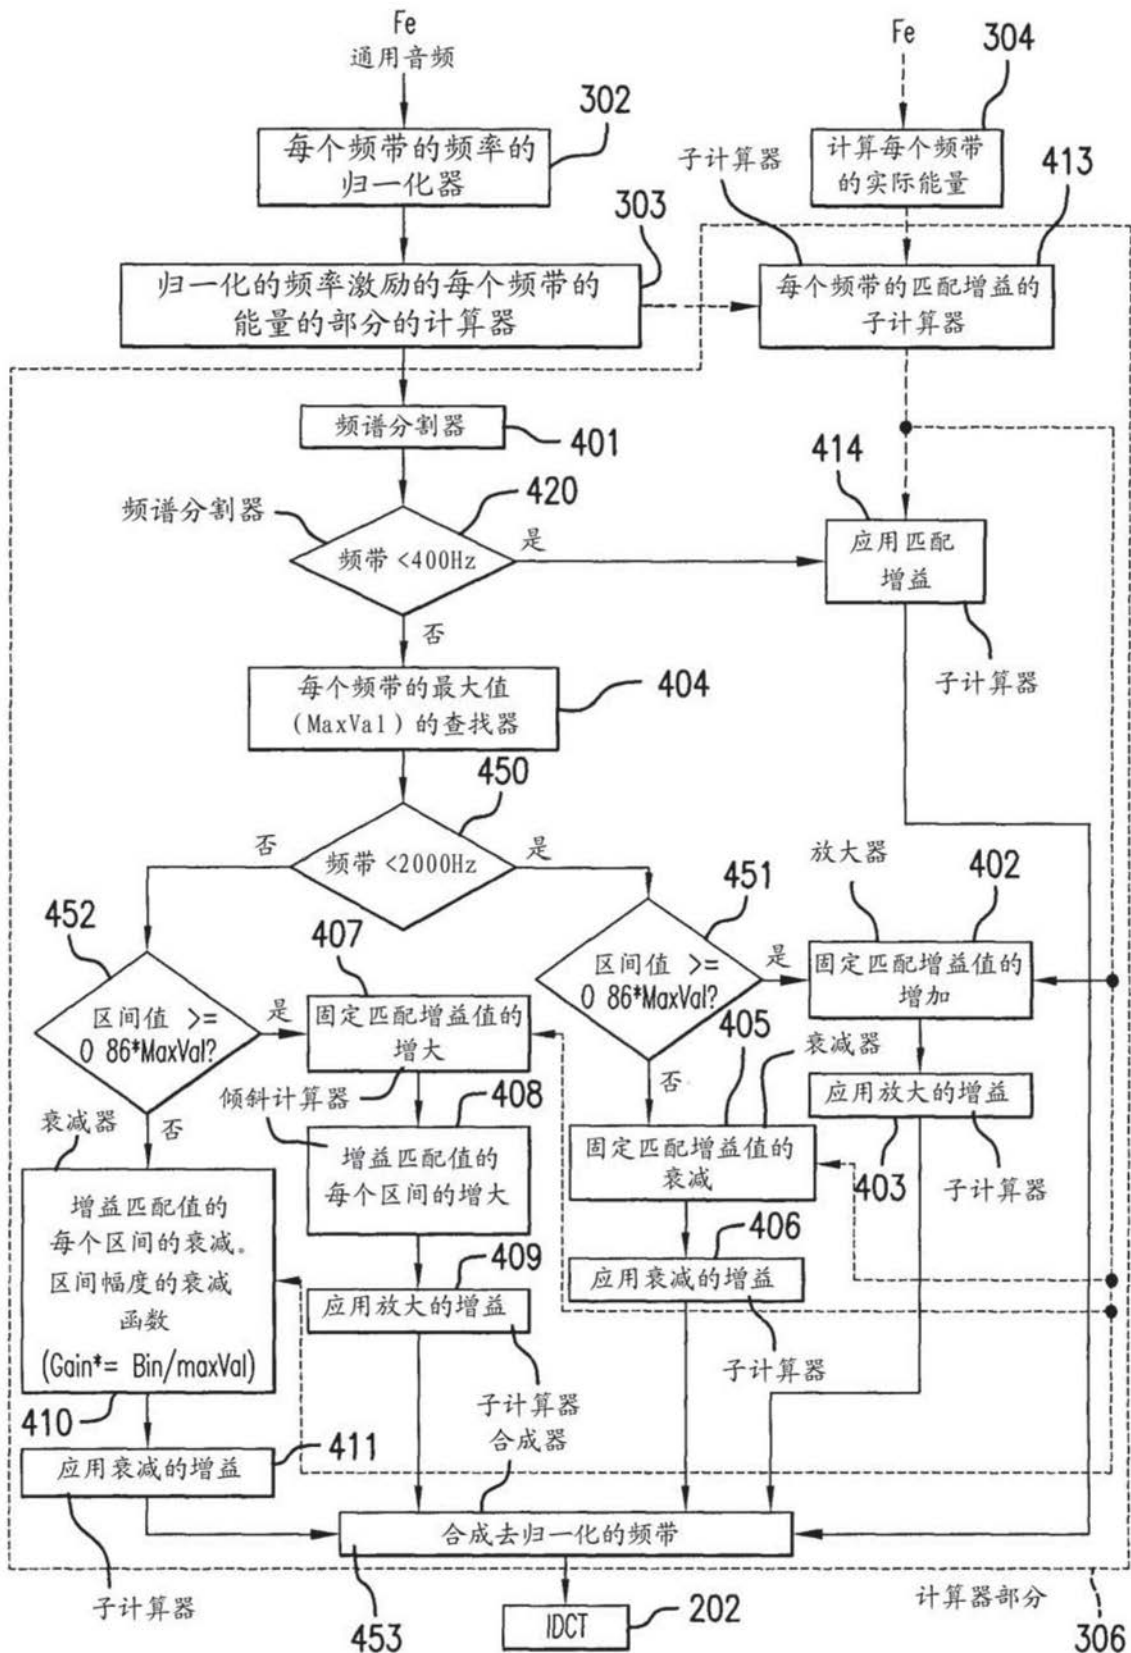 Fe
通用音频
302
每个频带的频率的
归一化器
Fe
304
计算每个频带
的实际能量
子计算器
413
303
归一化的频率激励的每个频带的
能量的部分的计算器
每个频带的匹配增益的
子计算器
频谱分割器
401
420
频谱分割器
频带 <400Hz
是
否
414
应用匹配
增益
子计算器
每个频带的最大值
(MaxVal) 的查找器
404
450
频带 <2000Hz
否
是
452
区间值 >=
0 86*MaxVal?
是
否
407
固定匹配增益值的
增大
倾斜计算器
408
增益匹配值的
每个区间的增大
409
应用放大的增益
子计算器
451
区间值 >=
0 86*MaxVal?
是
否
放大器
402
固定匹配增益值的
增加
405
衰减器
固定匹配增益值的
衰减
应用放大的增益
403
子计算器
406
应用衰减的增益
子计算器
衰减器
增益匹配值的
每个区间的衰减。
区间幅度的衰减
函数
(Gain*= Bin/maxVal)
410
应用衰减的增益
411
子计算器
合成器
合成去归一化的频带
453
IDCT
202
计算器部分
306